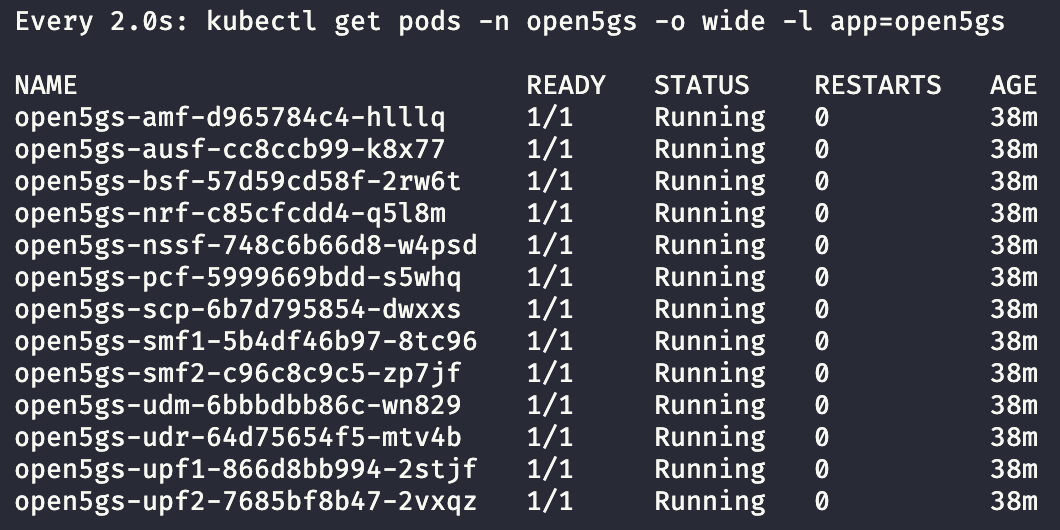 Every 2.0s: kubectl get pods -n open5gs -o wide -l app=open5gs
NAME READY STATUS RESTARTS AGE
open5gs-amf-d965784c4-hlllq 1/1 Running 0 38m
open5gs-ausf-cc8ccb99-k8x77 1/1 Running 0 38m
open5gs-bsf-57d59cd58f-2rw6t 1/1 Running 0 38m
open5gs-nrf-c85cfcdd4-q5l8m 1/1 Running 0 38m
open5gs-nssf-748c6b66d8-w4psd 1/1 Running 0 38m
open5gs-pcf-5999669bdd-s5whq 1/1 Running 0 38m
open5gs-scp-6b7d795854-dwxxs 1/1 Running 0 38m
open5gs-smf1-5b4df46b97-8tc96 1/1 Running 0 38m
open5gs-smf2-c96c8c9c5-zp7jf 1/1 Running 0 38m
open5gs-udm-6bbbdbb86c-wn829 1/1 Running 0 38m
open5gs-udr-64d75654f5-mtv4b 1/1 Running 0 38m
open5gs-upf1-866d8bb994-2stjf 1/1 Running 0 38m
open5gs-upf2-7685bf8b47-2vxqz 1/1 Running 0 38m